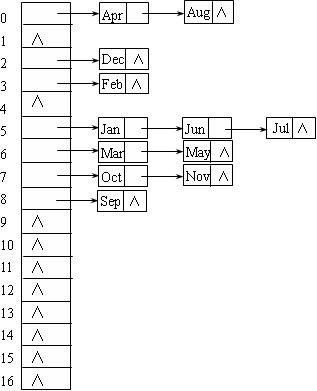 0 Apr Aug ∧
1 ∧
2 Dec ∧
3 Feb ∧
4 ∧
5 Jan Jun Jul ∧
6 Mar May ∧
7 Oct Nov ∧
8 Sep ∧
9 ∧
10 ∧
11 ∧
12 ∧
13 ∧
14 ∧
15 ∧
16 ∧